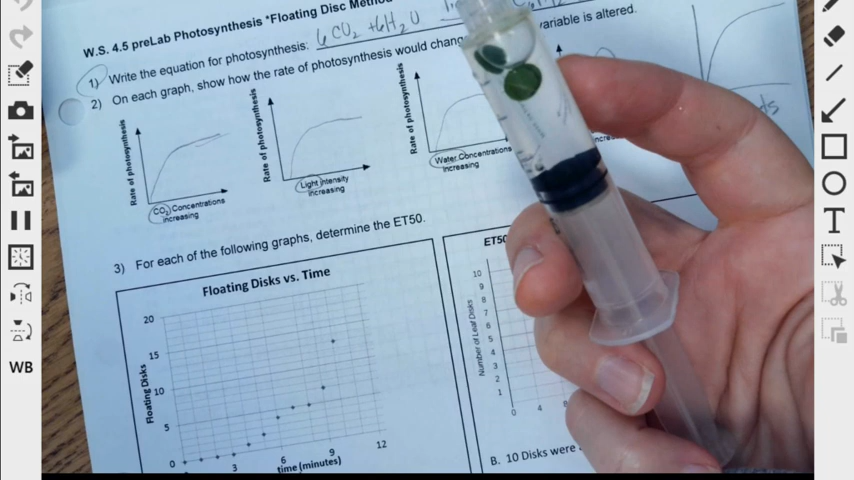 W.S. 4.5 preLab Photosynthesis *Floating Disc Method
1) Write the equation for photosynthesis: 6CO2 + 6H2O
2) On each graph, show how the rate of photosynthesis would variable is altered.
Rate of photosynthesis
CO2 Concentrations
increasing
Rate of photosynthesis
Light Intensity
increasing
Rate of photosynthesis
Water Concentrations
increasing
3) For each of the following graphs, determine the ET50.
Floating Disks vs. Time
Floating Disks
20
15
10
5
0
3
6
9
12
time (minutes)
ET50
Number of Leaf Disks
10
9
8
7
6
5
4
3
2
1
0
4
8
B. 10 Disks were
T
WB